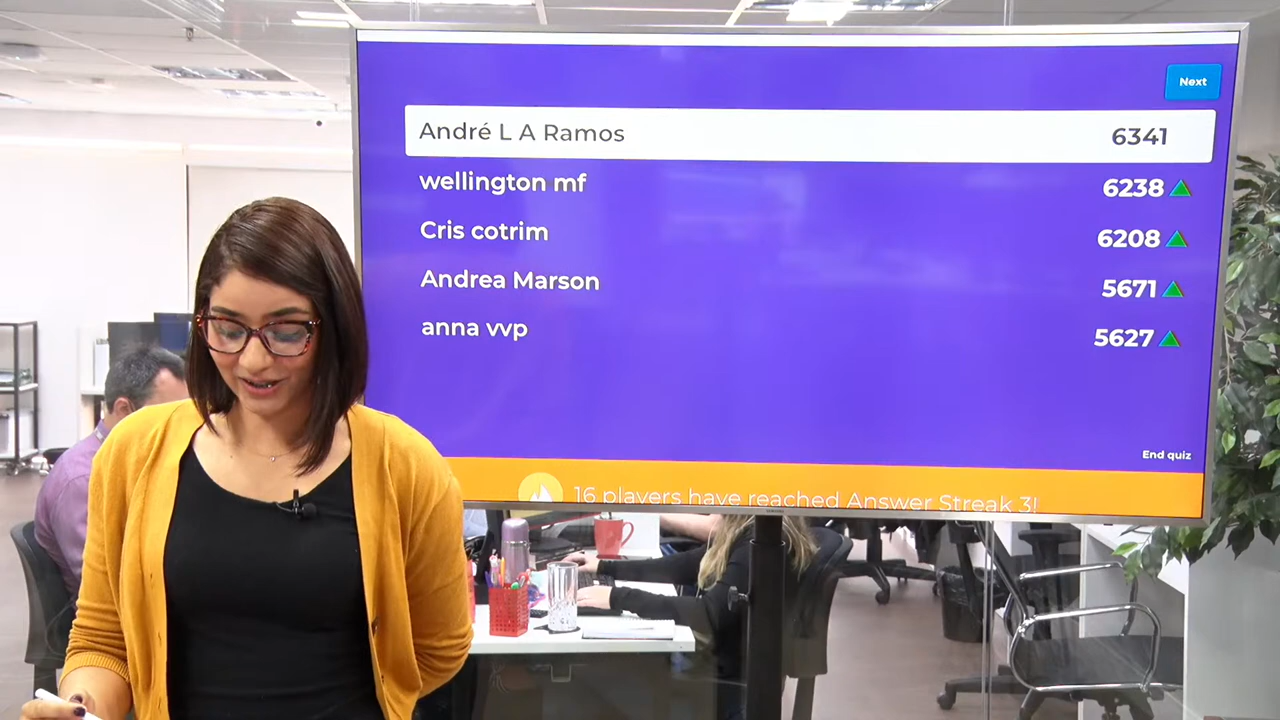 Next
André L A Ramos 6341
wellington mf 6238
Cris cotrim 6208
Andrea Marson 5671
anna vvp 5627
End quiz
16 players have reached Answer Streak 3!